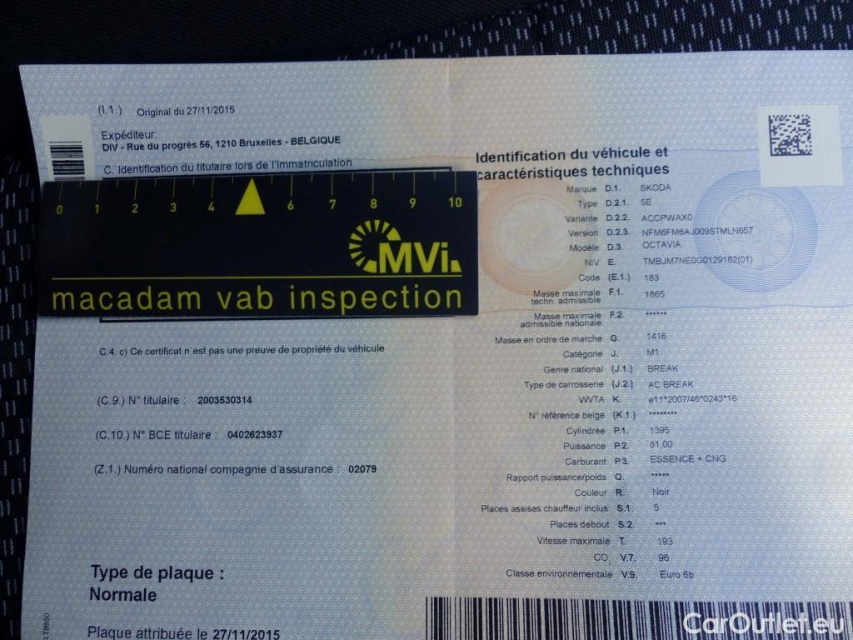 (I.1.) Original du 27/11/2015
Expéditeur:
DIV - Rue du progrès 56, 1210 Bruxelles - BELGIQUE
C. Identification du titulaire lors de l'immatriculation
0 1 2 3 4 6 7 8 9 10
MVi
macadam vab inspection
C.4. c) Ce certificat n est pas une preuve de propriété du véhicule
(C.9.) N° titulaire : 2003530314
(C.10.) N° BCE titulaire : 0402623937
(Z.1.) Numéro national compagnie d'assurance : 02079
Type de plaque :
Normale
Plaque attribuée le 27/11/2015
Identification du véhicule et
caractéristiques techniques
Marque D.1. SKODA
Type D.2.1. 5E
Variante D.2.2. ACCPWAX0
Version D.2.3. NFM6FM6AJ009STMLN657
Modèle D.3. OCTAVIA
NIV E. TMBJM7NE0G0129162(01)
Code (E.1.) 183
Masse maximale
techn. admissible F.1. 1865
Masse maximale
admissible nationale F.2. ******
Masse en ordre de marche G. 1416
Catégorie J. M1
Genre national (J.1.) BREAK
Type de carrosserie (J.2.) AC BREAK
WVTA K. e11*2007/46*0243*16
N° référence belge (K.1.) ********
Cylindrée P.1. 1395
Puissance P.2. 81.00
Carburant P.3. ESSENCE + CNG
Rapport puissance/poids Q. *****
Couleur R. Noir
Places assises chauffeur inclus S.1. 5
Places debout S.2. ***
Vitesse maximale T. 193
CO₂ V.7. 96
Classe environnementale V.9. Euro 6b
CarOutlet.eu